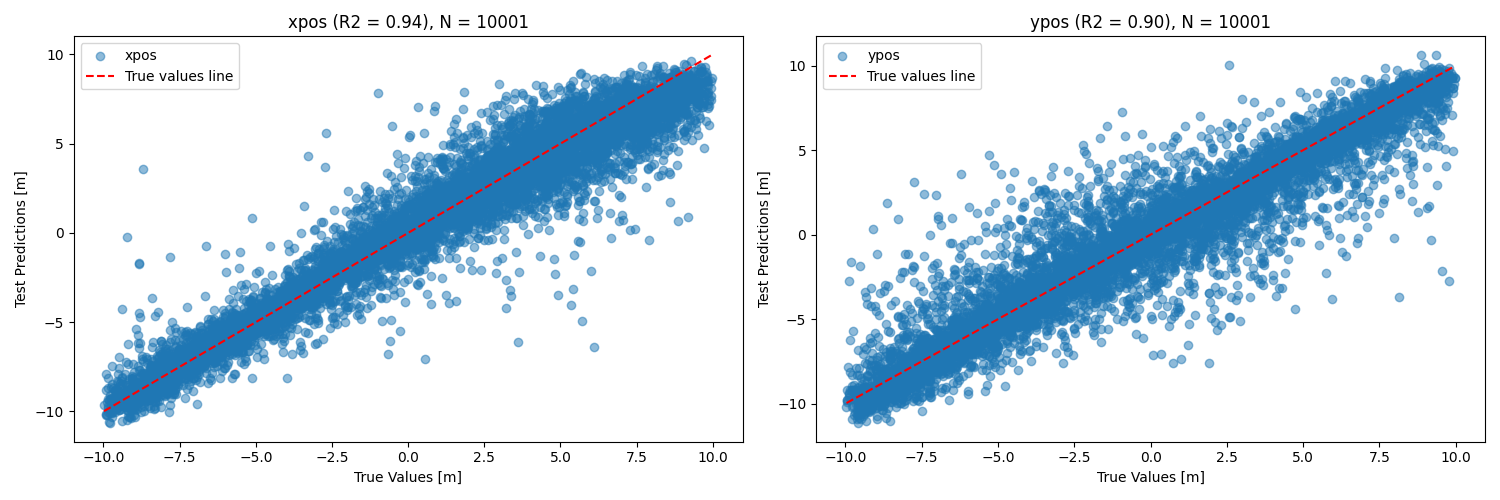 xpos (R2 = 0.94), N = 10001
xpos
True values line
10
5
0
−5
−10
Test Predictions [m]
−10.0 −7.5 −5.0 −2.5 0.0 2.5 5.0 7.5 10.0
True Values [m]
ypos (R2 = 0.90), N = 10001
ypos
True values line
10
5
0
−5
−10
Test Predictions [m]
−10.0 −7.5 −5.0 −2.5 0.0 2.5 5.0 7.5 10.0
True Values [m]